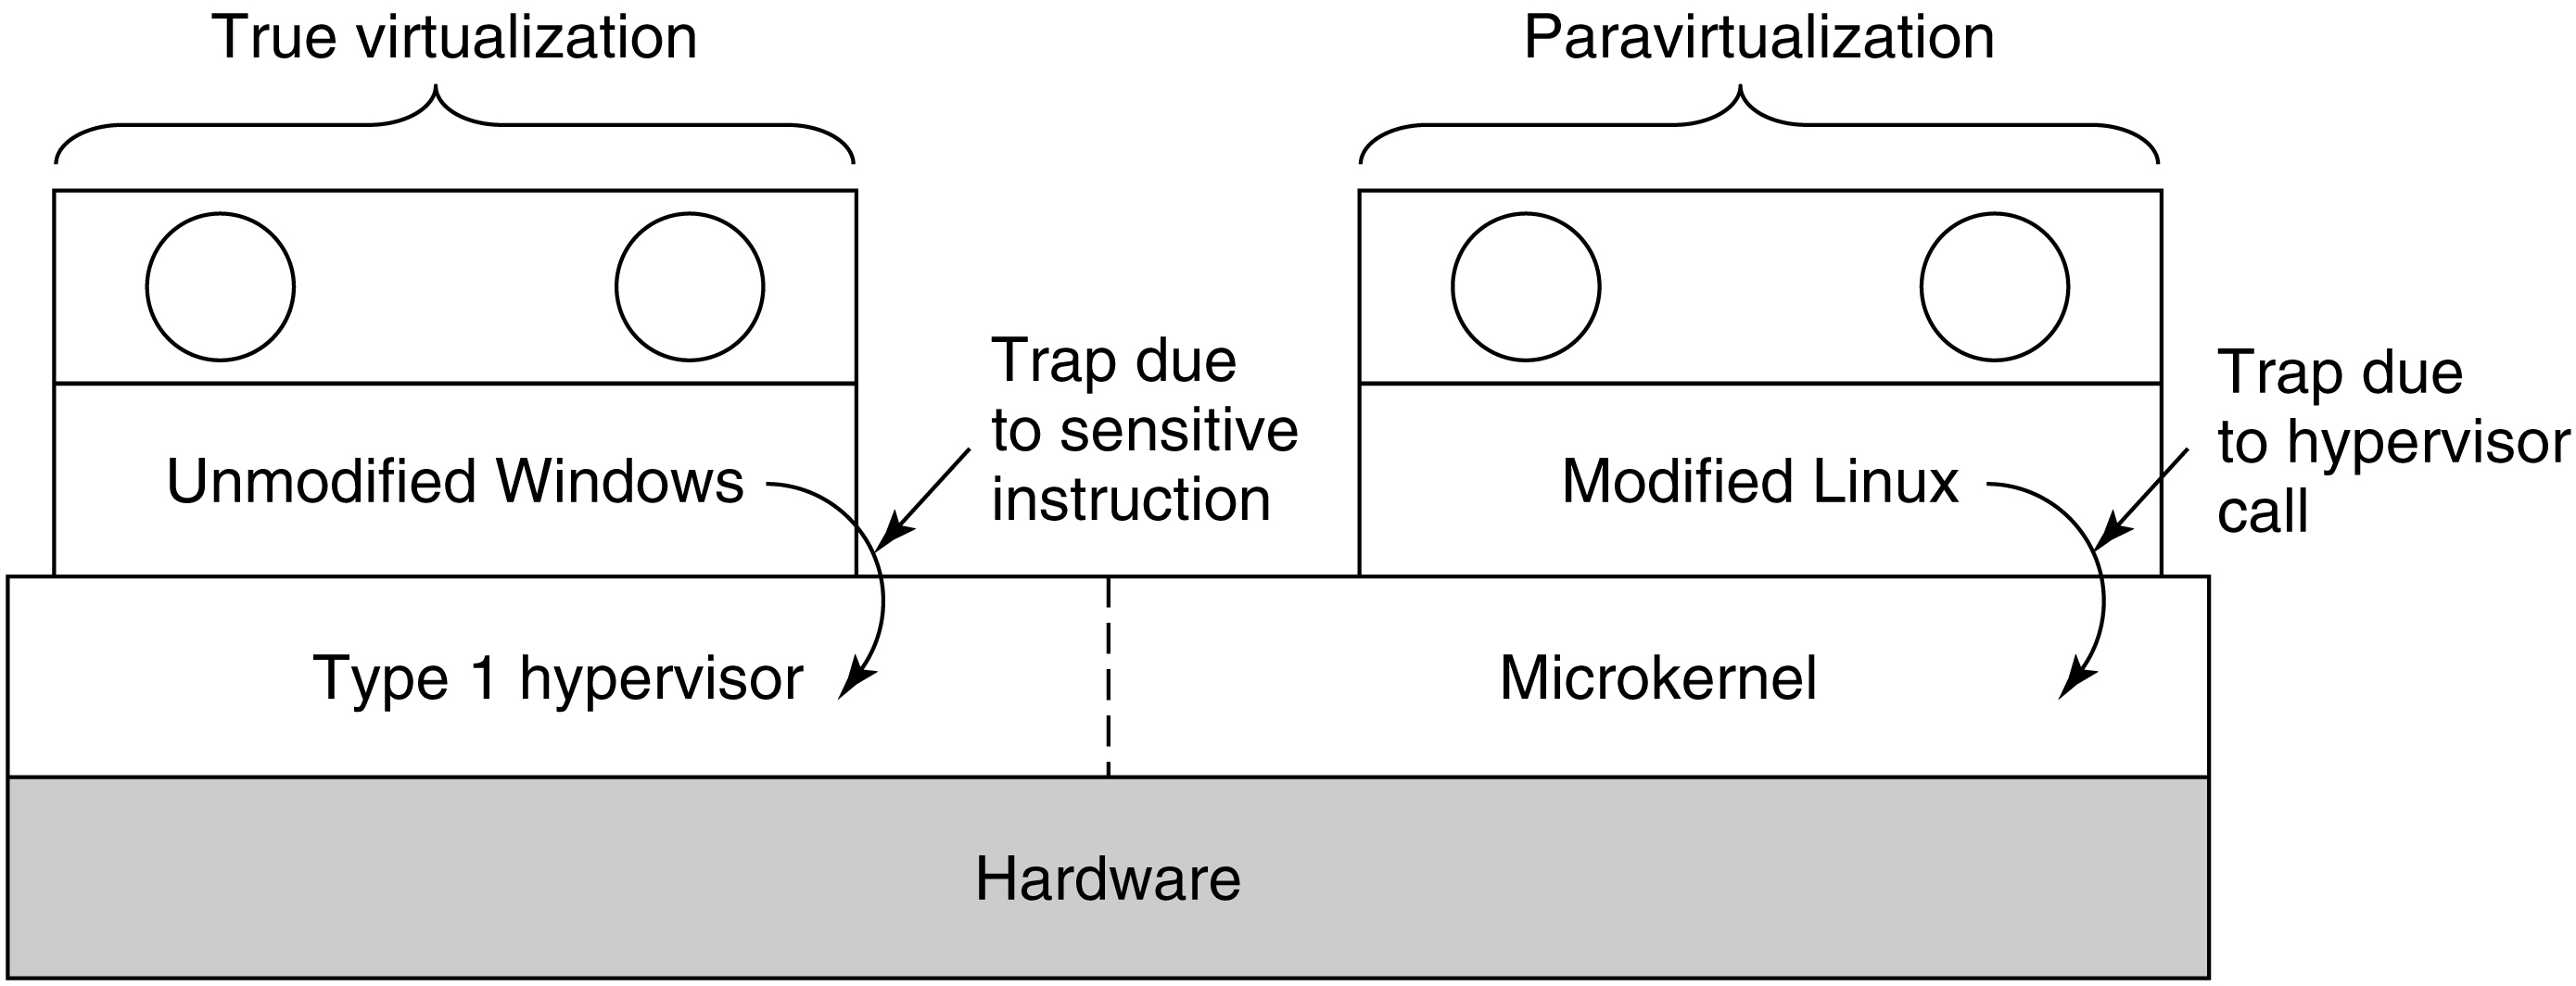 True virtualization
Paravirtualization
Trap due
to sensitive
instruction
Trap due
to hypervisor
call
Unmodified Windows
Modified Linux
Type 1 hypervisor
Microkernel
Hardware